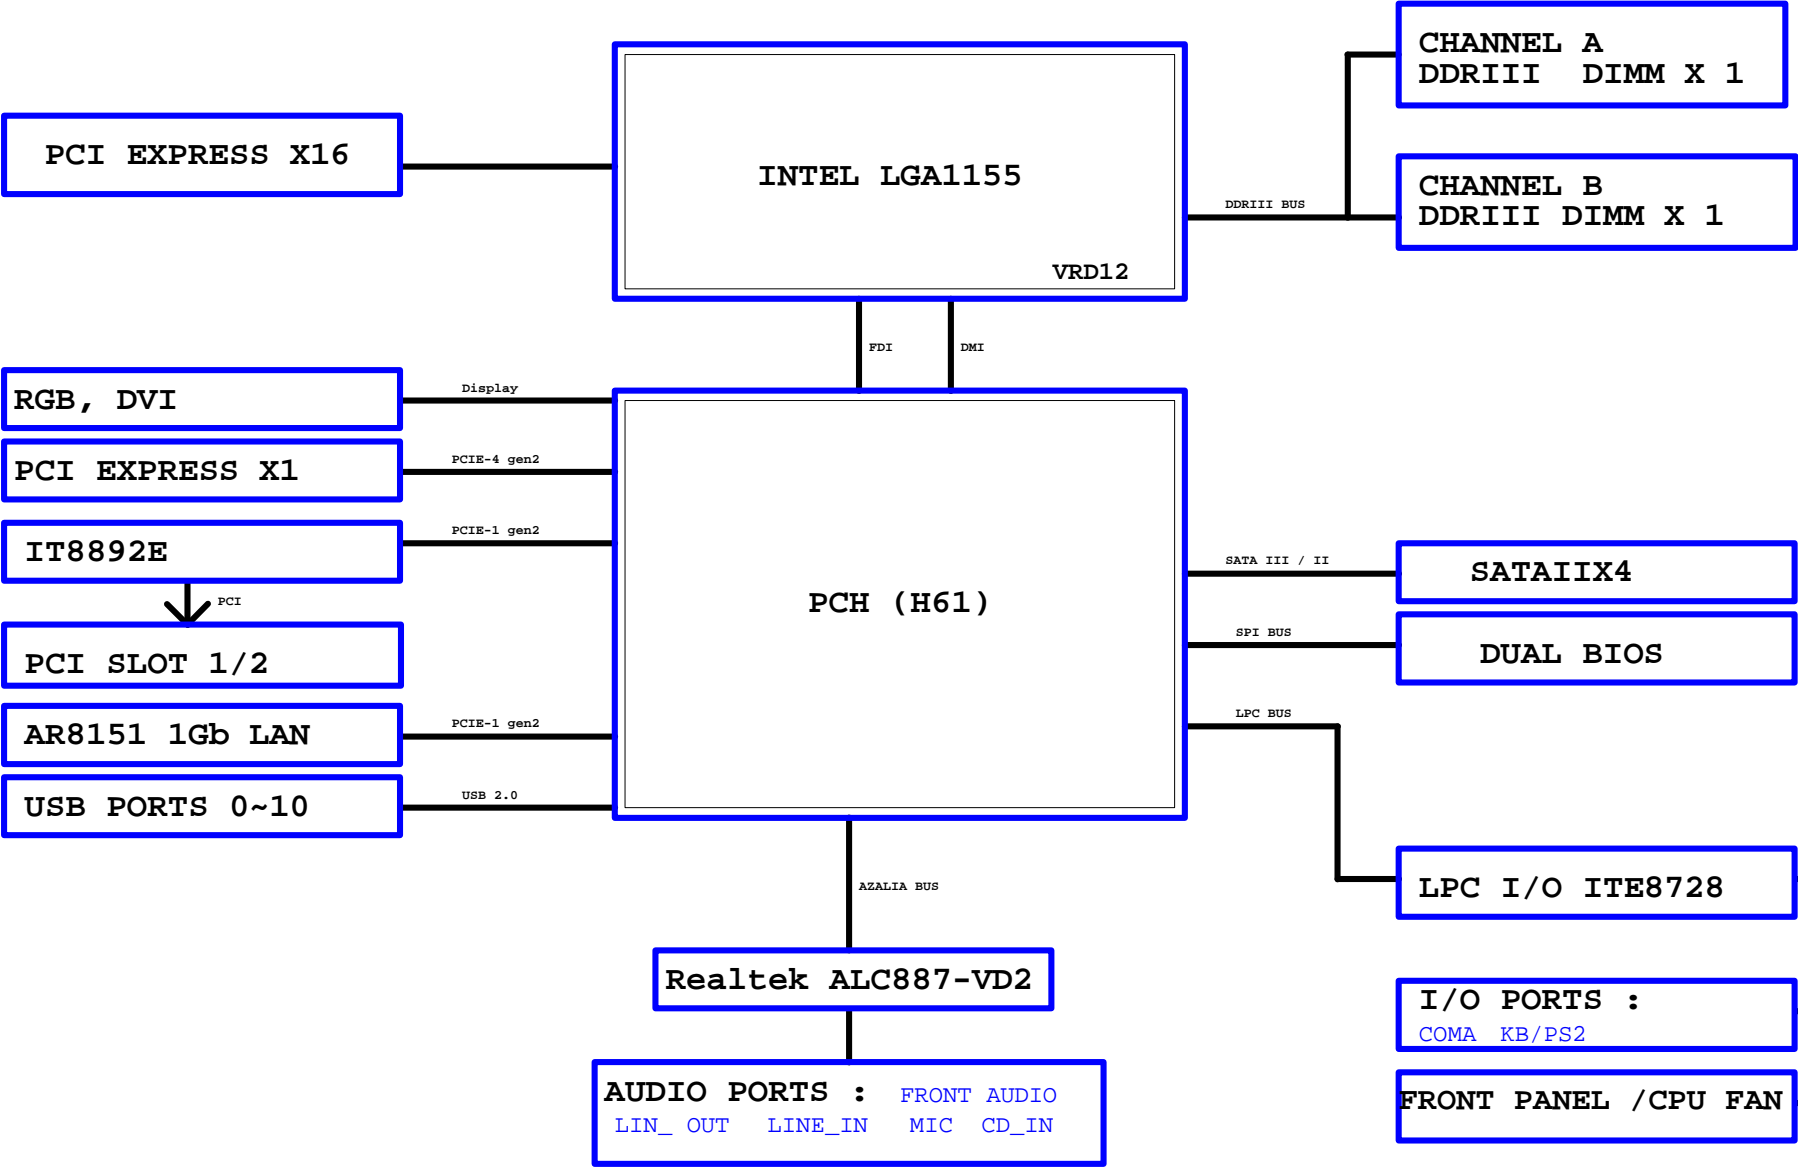 CHANNEL A
DDRIII DIMM X 1
PCI EXPRESS X16
INTEL LGA1155
CHANNEL B
DDRIII DIMM X 1
DDRIII BUS
VRD12
FDI
DMI
RGB, DVI
Display
PCI EXPRESS X1
PCIE-4 gen2
IT8892E
PCIE-1 gen2
SATA III / II
SATAIIX4
PCI
PCH (H61)
SPI BUS
DUAL BIOS
PCI SLOT 1/2
LPC BUS
AR8151 1Gb LAN
PCIE-1 gen2
USB PORTS 0~10
USB 2.0
AZALIA BUS
LPC I/O ITE8728
Realtek ALC887-VD2
I/O PORTS :
COMA KB/PS2
AUDIO PORTS : FRONT AUDIO
LIN_ OUT LINE_IN MIC CD_IN
FRONT PANEL /CPU FAN